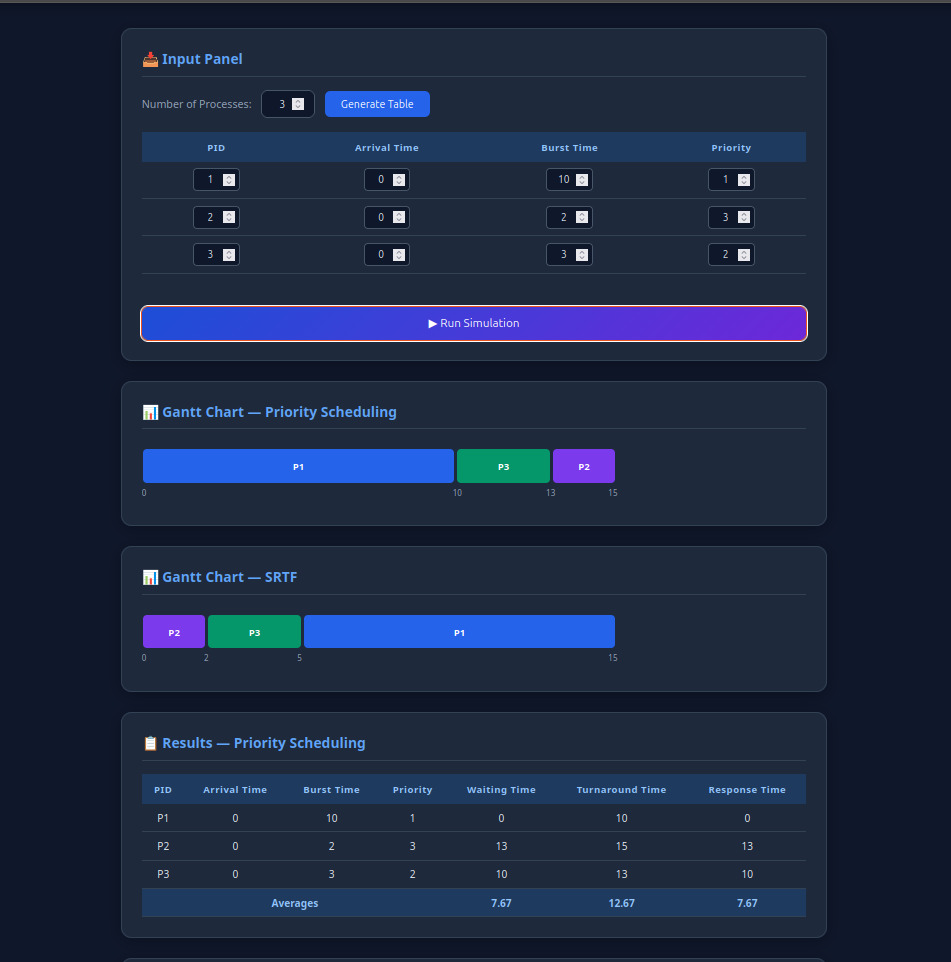 📥 Input Panel
Number of Processes: 3 Generate Table
PID Arrival Time Burst Time Priority
1 0 10 1
2 0 2 3
3 0 3 2
▶ Run Simulation
📊 Gantt Chart — Priority Scheduling
P1 P3 P2
0 10 13 15
📊 Gantt Chart — SRTF
P2 P3 P1
0 2 5 15
📋 Results — Priority Scheduling
PID Arrival Time Burst Time Priority Waiting Time Turnaround Time Response Time
P1 0 10 1 0 10 0
P2 0 2 3 13 15 13
P3 0 3 2 10 13 10
Averages 7.67 12.67 7.67